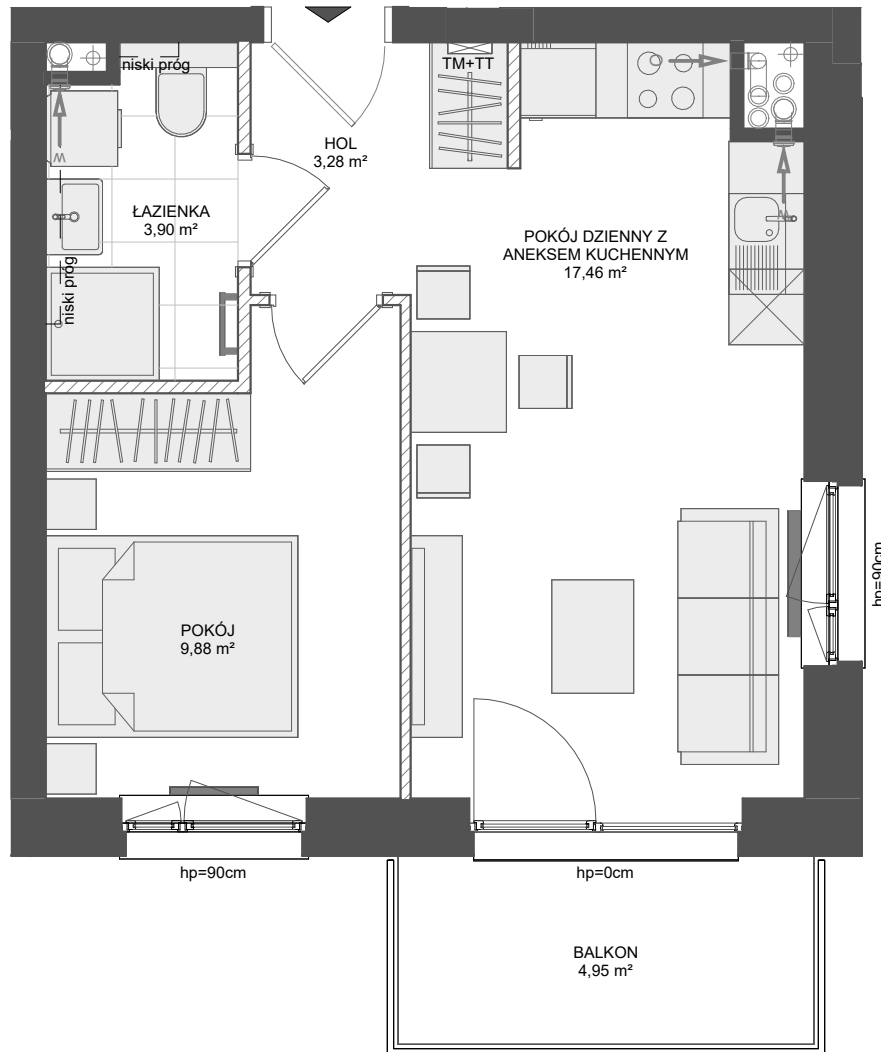 niski próg
TM+TT
HOL
3,28 m²
ŁAZIENKA
3,90 m²
POKÓJ DZIENNY Z
ANEKSEM KUCHENNYM
17,46 m²
niski próg
W
W
hp=90cm
POKÓJ
9,88 m²
hp=90cm
hp=0cm
BALKON
4,95 m²